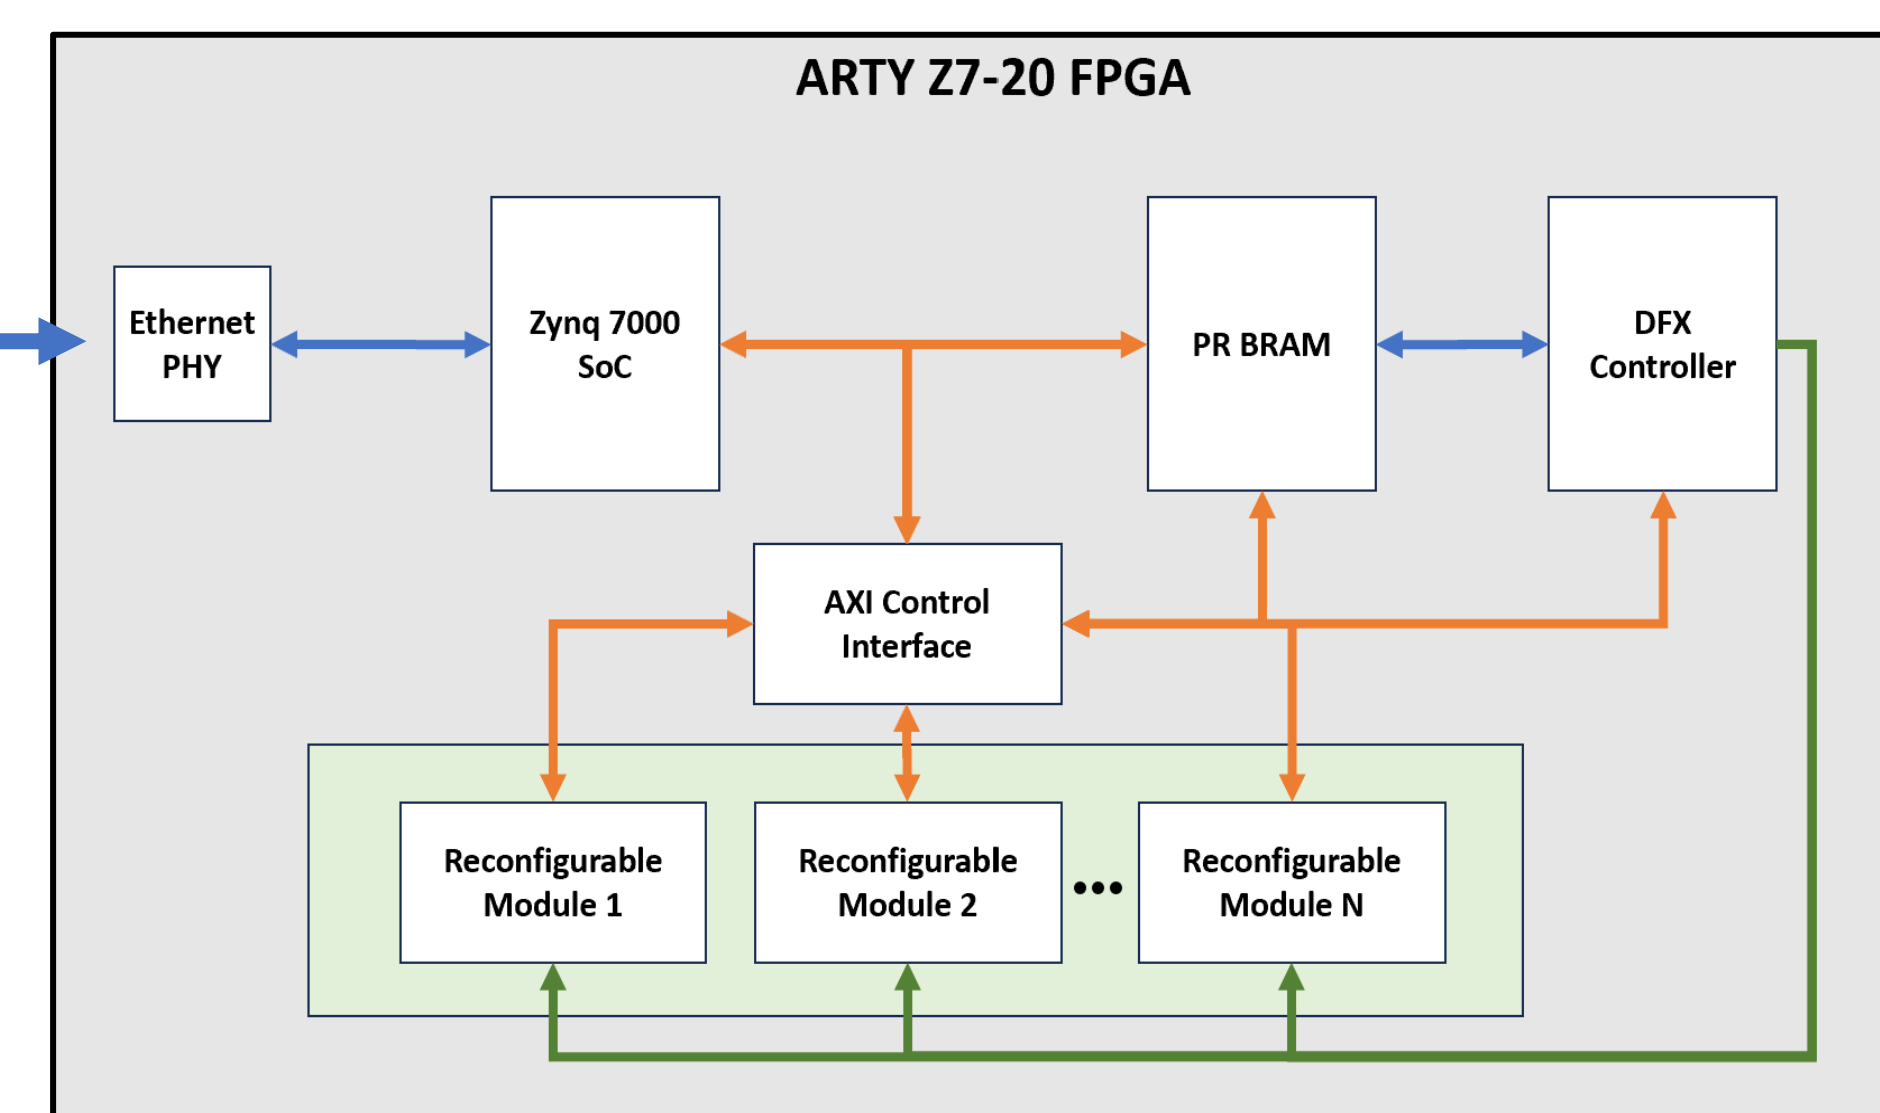 ARTY Z7-20 FPGA
Ethernet
PHY
Zynq 7000
SoC
PR BRAM
DFX
Controller
AXI Control
Interface
Reconfigurable
Module 1
Reconfigurable
Module 2
•••
Reconfigurable
Module N